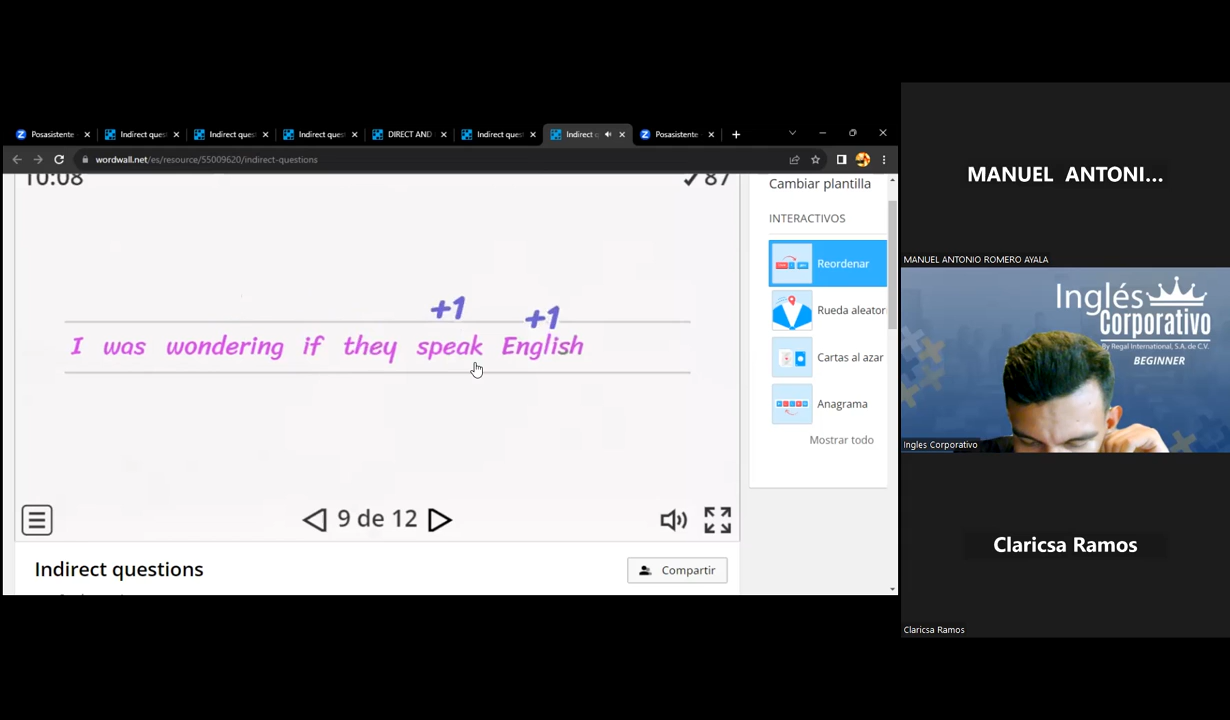 Posasistente
Indirect ques
Indirect ques
Indirect ques
DIRECT AND
Indirect ques
Indirect q
Posasistente
wordwall.net/es/resource/55009620/indirect-questions
10:08
87
+1
+1
I was wondering if they speak English
9 de 12
Indirect questions
Compartir
Cambiar plantilla
INTERACTIVOS
Reordenar
Rueda aleator
Cartas al azar
Anagrama
Mostrar todo
MANUEL ANTONI...
MANUEL ANTONIO ROMERO AYALA
Inglés
Corporativo
By Regal International, S.A. de C.V.
BEGINNER
Ingles Corporativo
Claricsa Ramos
Claricsa Ramos